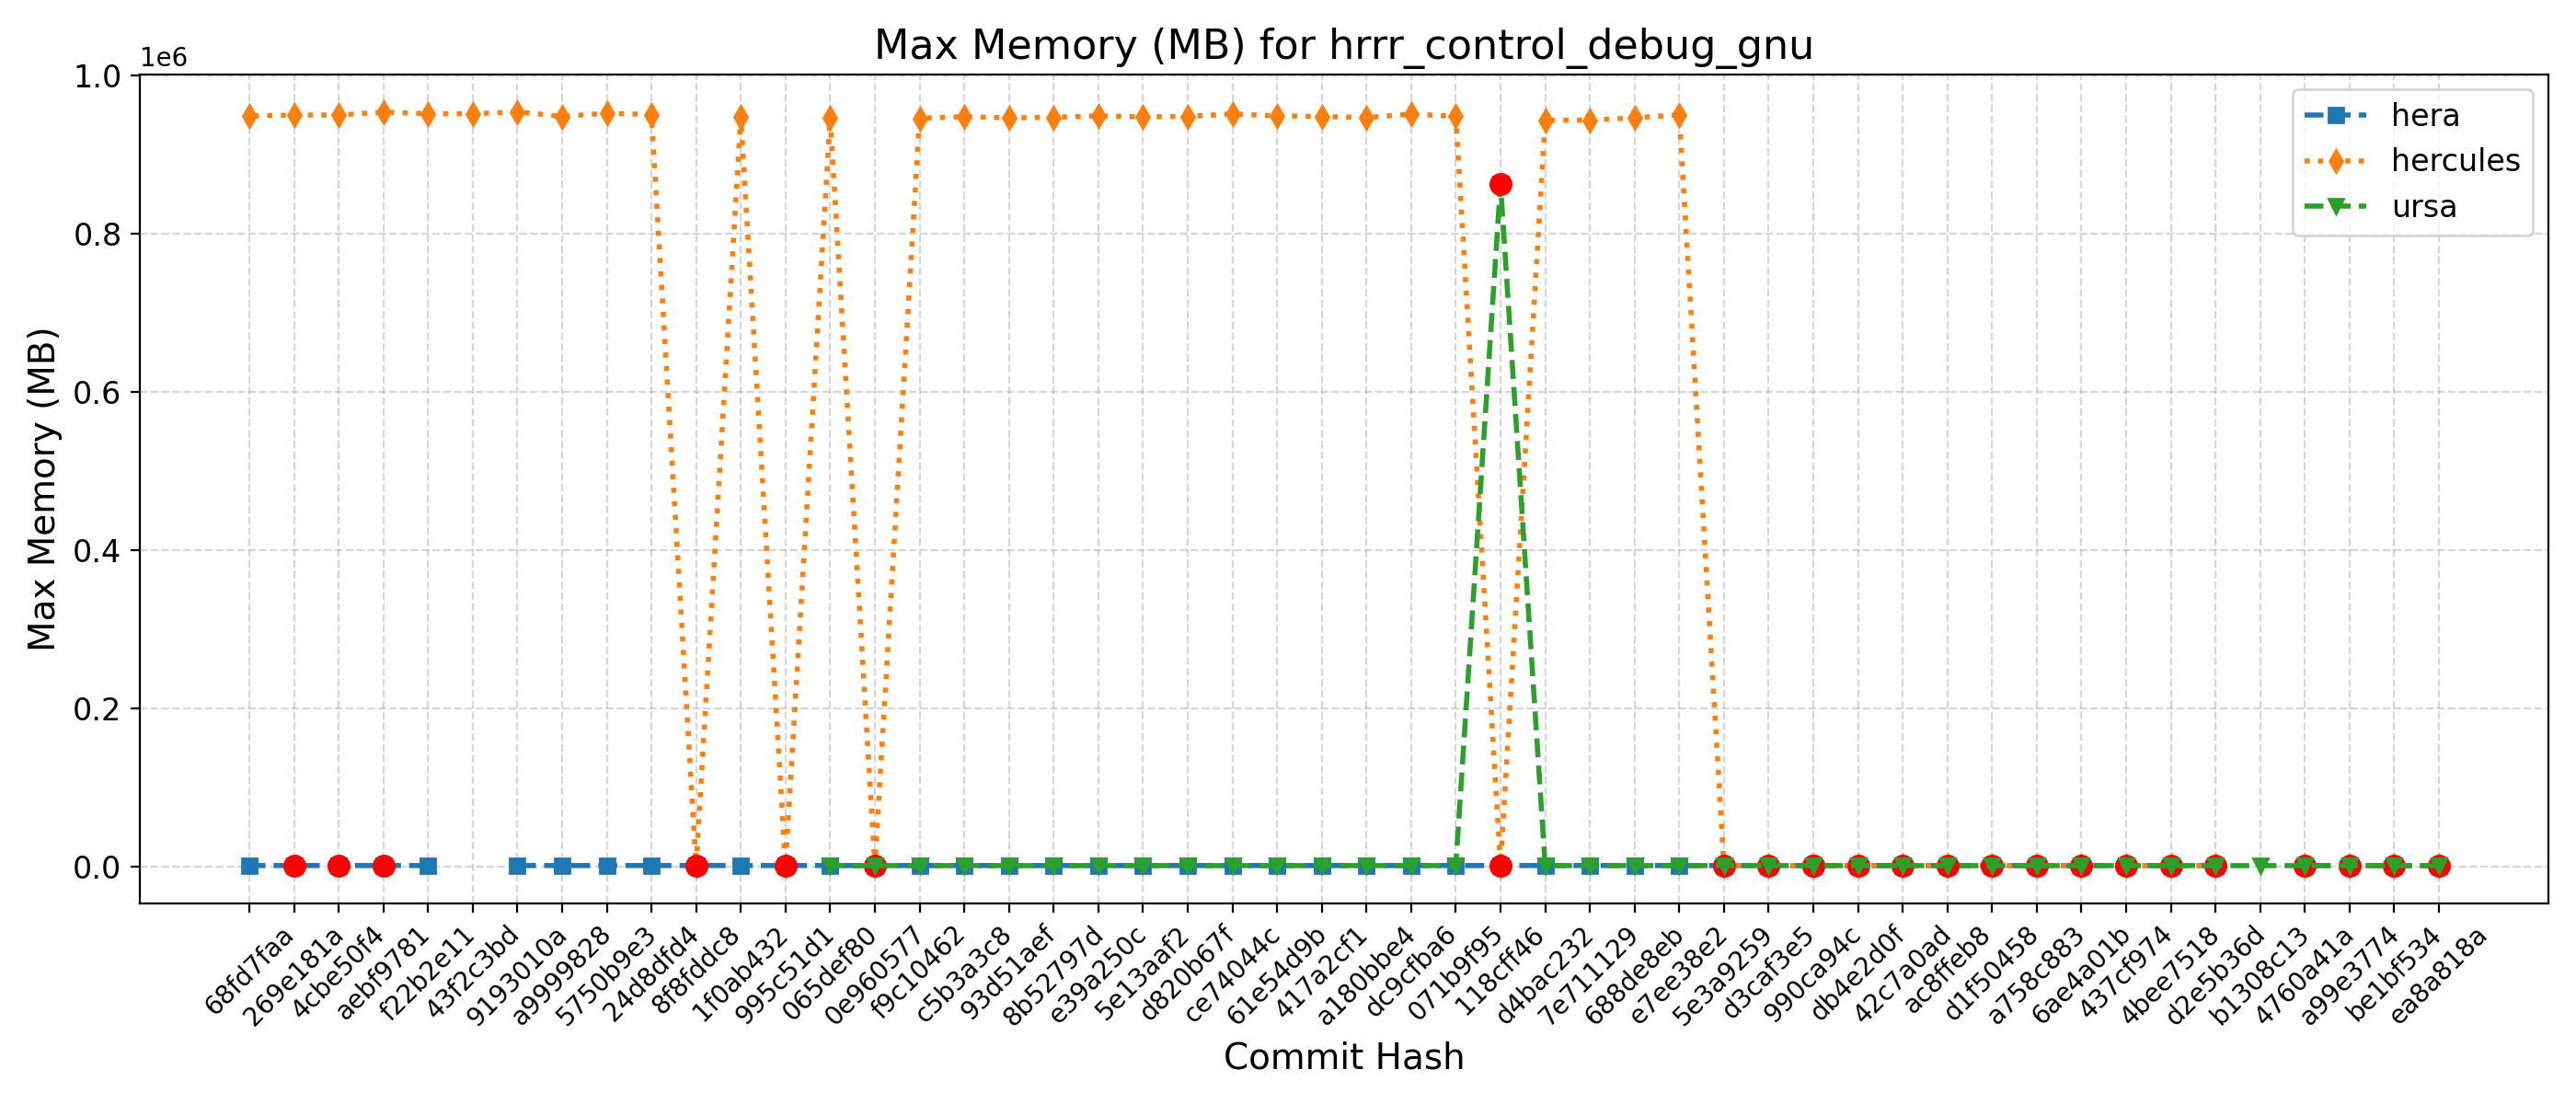 Max Memory (MB) for hrrr_control_debug_gnu
1e6
1.0
0.8
0.6
0.4
0.2
0.0
Max Memory (MB)
hera
hercules
ursa
68fd7faa
269e181a
4cbe50f4
aebf9781
f22b2e11
43f2c3bd
9193010a
a9999828
5750b9e3
24d8dfd4
8f8fddc8
1f0ab432
995c51d1
065def80
0e960577
f9c10462
c5b3a3c8
93d51aef
8b52797d
e39a250c
5e13aaf2
d820b67f
ce74044c
61e54d9b
417a2cf1
a180bbe4
dc9cfba6
071b9f95
118cff46
d4bac232
7e711129
688de8eb
e7ee38e2
5e3a9259
d3caf3e5
990ca94c
db4e2d0f
42c7a0ad
ac8ffeb8
d1f50458
a758c883
6ae4a01b
437cf974
4bee7518
d2e5b36d
b1308c13
4760a41a
a99e3774
be1bf534
ea8a818a
Commit Hash